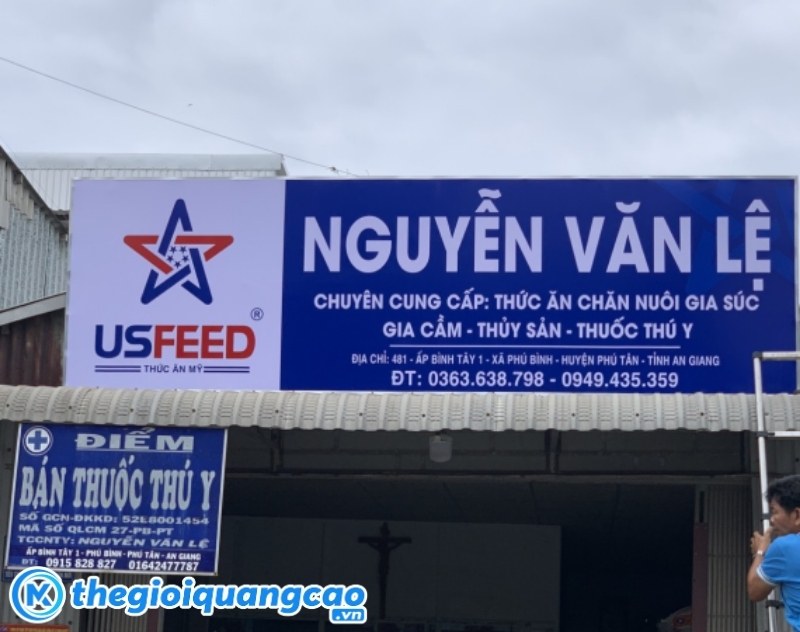 USFEED ®
THỨC ĂN MỸ
NGUYỄN VĂN LỆ
CHUYÊN CUNG CẤP: THỨC ĂN CHĂN NUÔI GIA SÚC
GIA CẦM - THỦY SẢN - THUỐC THÚ Y
ĐỊA CHỈ: 481 - ẤP BÌNH TÂY 1 - XÃ PHÚ BÌNH - HUYỆN PHÚ TÂN - TỈNH AN GIANG
ĐT: 0363.638.798 - 0949.435.359
ĐIỂM
BÁN THUỐC THÚ Y
SỐ GCN-ĐKKD: 52L8001454
MÃ SỐ QLCM 27-PB-PT
TCCNTY: NGUYỄN VĂN LỆ
ẤP BÌNH TÂY 1 - PHÚ BÌNH - PHÚ TÂN - AN GIANG
ĐT: 0915 828 827 01642477787
thegioiquangcao.vn